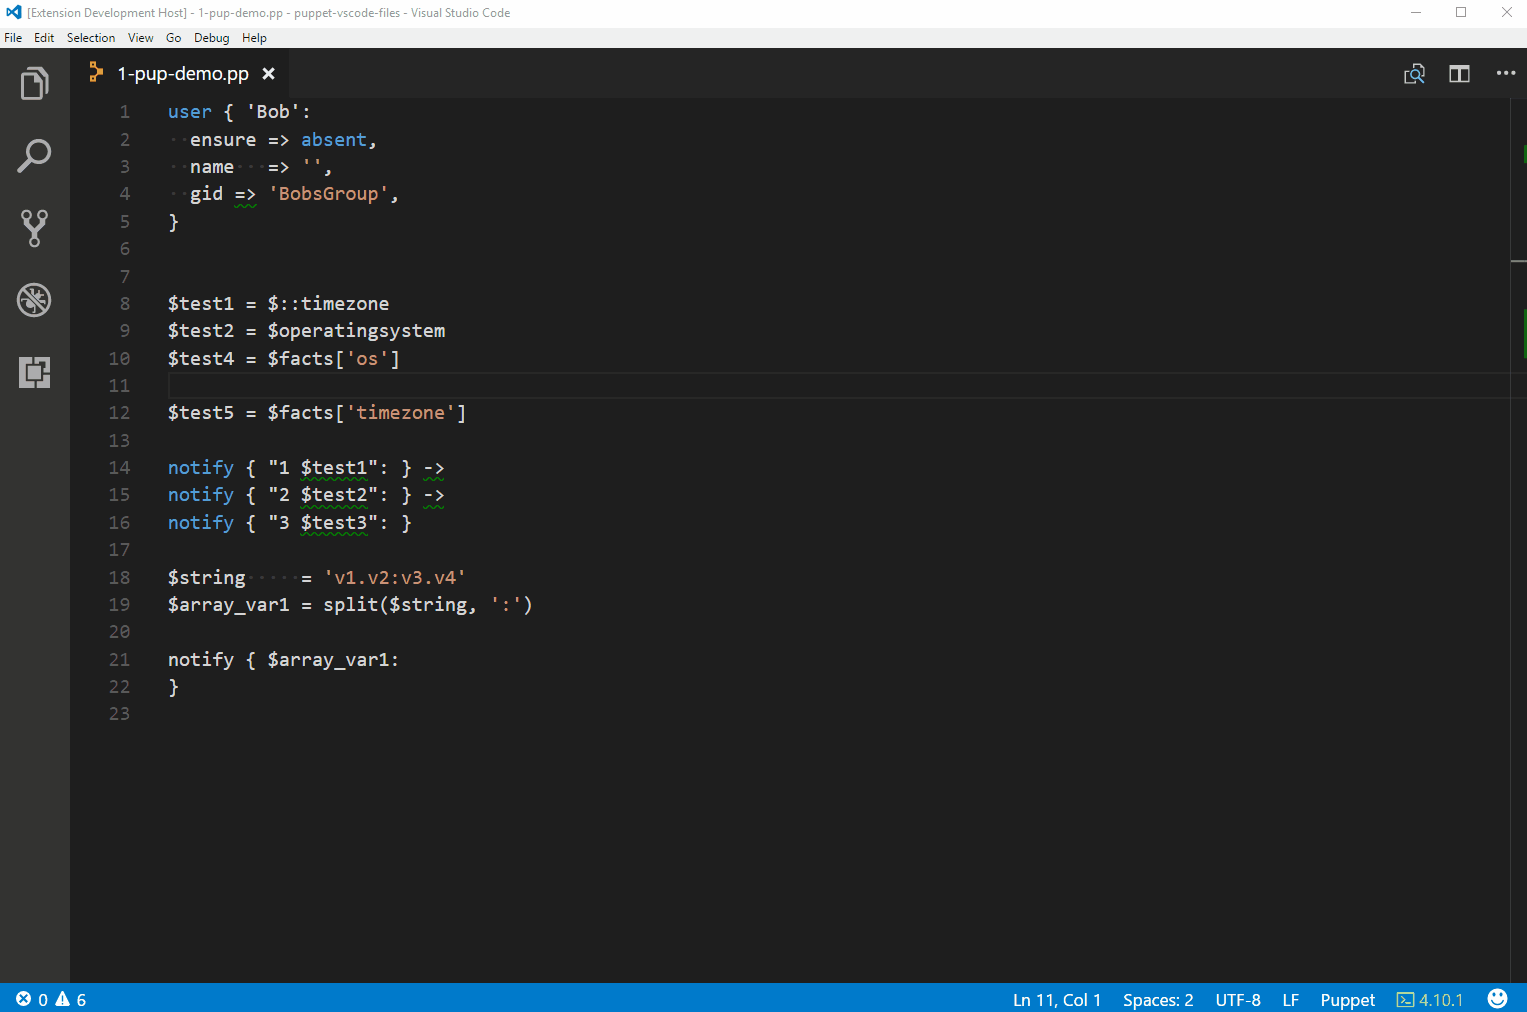 [Extension Development Host] - 1-pup-demo.pp - puppet-vscode-files - Visual Studio Code
File Edit Selection View Go Debug Help
1-pup-demo.pp
1 user { 'Bob':
2   ensure => absent,
3   name   => '',
4   gid => 'BobsGroup',
5 }
6
7
8 $test1 = $::timezone
9 $test2 = $operatingsystem
10 $test4 = $facts['os']
11
12 $test5 = $facts['timezone']
13
14 notify { "1 $test1": } ->
15 notify { "2 $test2": } ->
16 notify { "3 $test3": }
17
18 $string     = 'v1.v2:v3.v4'
19 $array_var1 = split($string, ':')
20
21 notify { $array_var1:
22 }
23
0 6 Ln 11, Col 1 Spaces: 2 UTF-8 LF Puppet 4.10.1